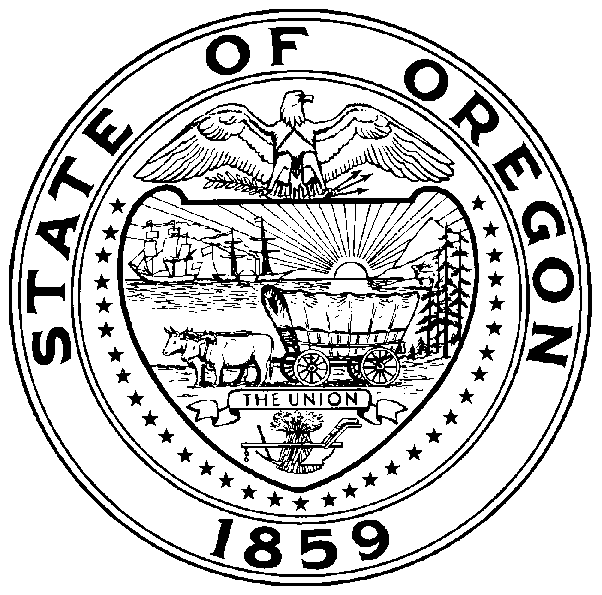 STATE OF OREGON
THE UNION
1859